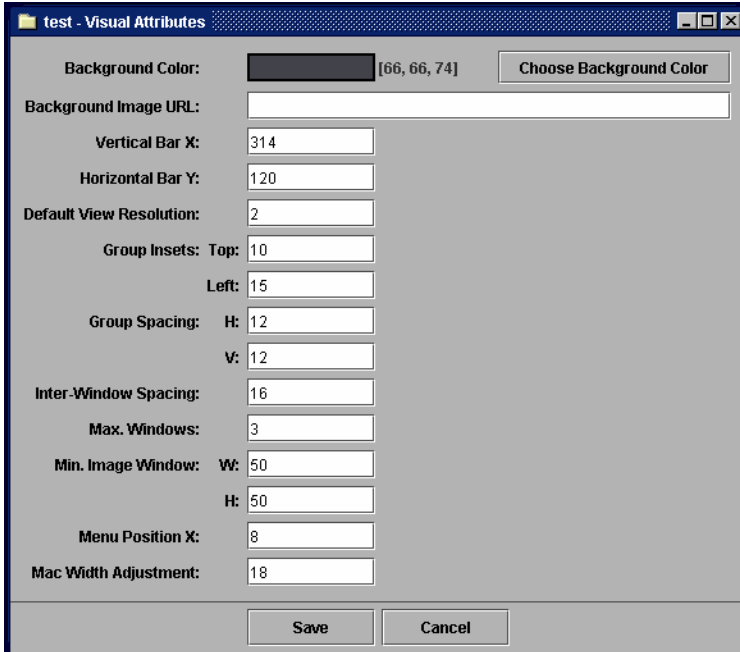 test - Visual Attributes
Background Color: [66, 66, 74] Choose Background Color
Background Image URL:
Vertical Bar X: 314
Horizontal Bar Y: 120
Default View Resolution: 2
Group Insets: Top: 10
Left: 15
Group Spacing: H: 12
V: 12
Inter-Window Spacing: 16
Max. Windows: 3
Min. Image Window: W: 50
H: 50
Menu Position X: 8
Mac Width Adjustment: 18
Save Cancel